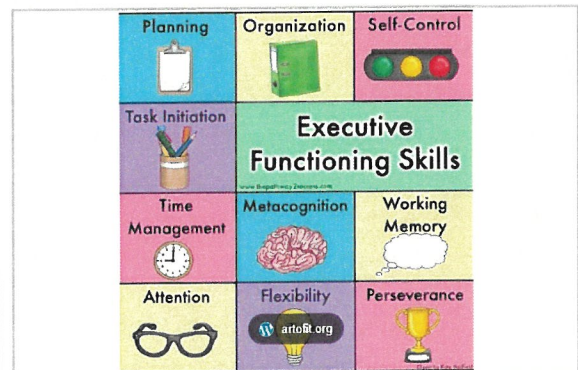 Planning
Organization
Self-Control
Task Initiation
Executive
Functioning Skills
Time
Management
Metacognition
Working
Memory
Attention
Flexibility
Perseverance
artofit.org